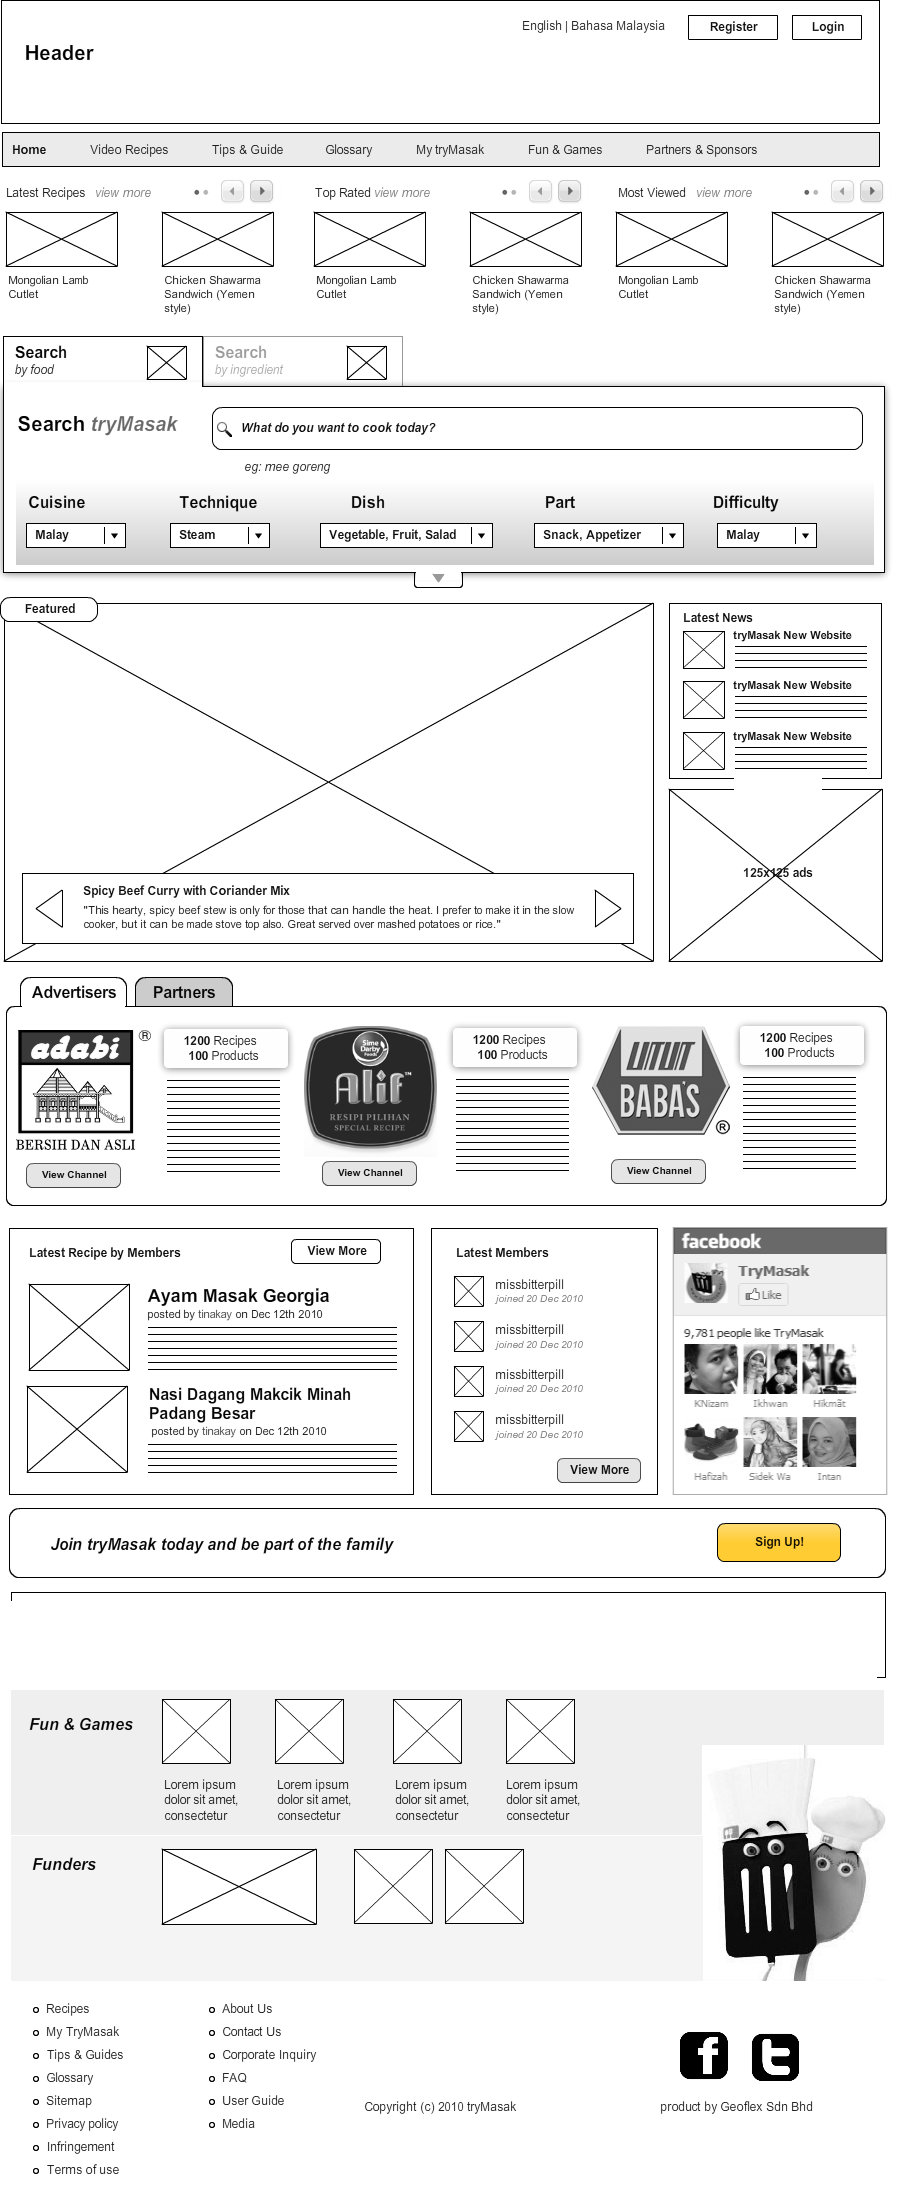 English | Bahasa Malaysia
Register
Login
Header
Home
Video Recipes
Tips & Guide
Glossary
My tryMasak
Fun & Games
Partners & Sponsors
Latest Recipes view more
Top Rated view more
Most Viewed view more
Mongolian Lamb
Cutlet
Chicken Shawarma
Sandwich (Yemen
style)
Mongolian Lamb
Cutlet
Chicken Shawarma
Sandwich (Yemen
style)
Mongolian Lamb
Cutlet
Chicken Shawarma
Sandwich (Yemen
style)
Search
by food
Search
by ingredient
Search tryMasak
What do you want to cook today?
eg: mee goreng
Cuisine
Technique
Dish
Part
Difficulty
Malay
Steam
Vegetable, Fruit, Salad
Snack, Appetizer
Malay
Featured
Spicy Beef Curry with Coriander Mix
"This hearty, spicy beef stew is only for those that can handle the heat. I prefer to make it in the slow
cooker, but it can be made stove top also. Great served over mashed potatoes or rice."
Latest News
tryMasak New Website
tryMasak New Website
tryMasak New Website
125x125 ads
Advertisers
Partners
adabi ®
BERSIH DAN ASLI
View Channel
1200 Recipes
100 Products
Sime
Darby
Foods
Alif™
RESIPI PILIHAN
SPECIAL RECIPE
View Channel
1200 Recipes
100 Products
BABA'S
®
View Channel
1200 Recipes
100 Products
Latest Recipe by Members
View More
Ayam Masak Georgia
posted by tinakay on Dec 12th 2010
Nasi Dagang Makcik Minah
Padang Besar
posted by tinakay on Dec 12th 2010
Latest Members
missbitterpill
joined 20 Dec 2010
missbitterpill
joined 20 Dec 2010
missbitterpill
joined 20 Dec 2010
missbitterpill
joined 20 Dec 2010
View More
facebook
TryMasak
Like
9,781 people like TryMasak
KNizam
Ikhwan
Hikmät
Hafizah
Sidek Wa
Intan
Join tryMasak today and be part of the family
Sign Up!
Fun & Games
Lorem ipsum
dolor sit amet,
consectetur
Lorem ipsum
dolor sit amet,
consectetur
Lorem ipsum
dolor sit amet,
consectetur
Lorem ipsum
dolor sit amet,
consectetur
Funders
Recipes
My TryMasak
Tips & Guides
Glossary
Sitemap
Privacy policy
Infringement
Terms of use
About Us
Contact Us
Corporate Inquiry
FAQ
User Guide
Media
Copyright (c) 2010 tryMasak
product by Geoflex Sdn Bhd